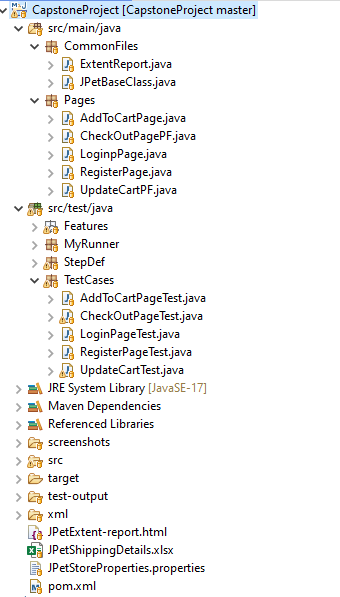 CapstoneProject [CapstoneProject master]
src/main/java
CommonFiles
ExtentReport.java
JPetBaseClass.java
Pages
AddToCartPage.java
CheckOutPagePF.java
LoginpPage.java
RegisterPage.java
UpdateCartPF.java
src/test/java
Features
MyRunner
StepDef
TestCases
AddToCartPageTest.java
CheckOutPageTest.java
LoginPageTest.java
RegisterPageTest.java
UpdateCartTest.java
JRE System Library [JavaSE-17]
Maven Dependencies
Referenced Libraries
screenshots
src
target
test-output
xml
JPetExtent-report.html
JPetShippingDetails.xlsx
JPetStoreProperties.properties
pom.xml